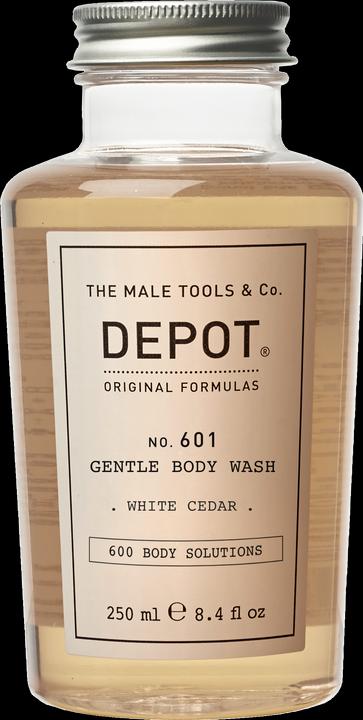 THE MALE TOOLS & Co.
DEPOT®
ORIGINAL FORMULAS
NO. 601
GENTLE BODY WASH
. WHITE CEDAR .
600 BODY SOLUTIONS
250 ml ℮ 8.4 fl oz